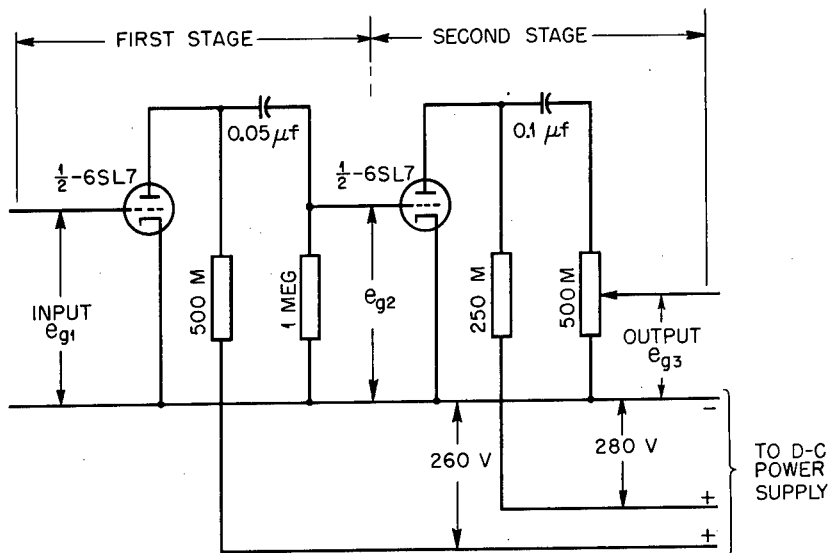 FIRST STAGE
SECOND STAGE
0.05 μf
0.1 μf
½-6SL7
½-6SL7
INPUT
eg1
500 M
1 MEG
eg2
250 M
500M
OUTPUT
eg3
−
260 V
280 V
TO D-C
POWER
SUPPLY
+
+